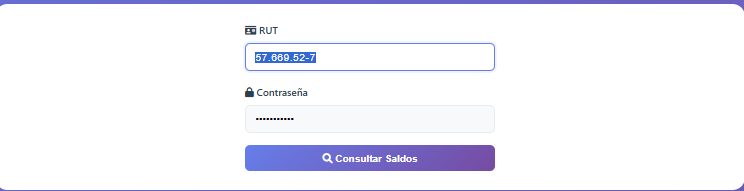 RUT
57.669.52-7
Contraseña
•••••••••••
Consultar Saldos